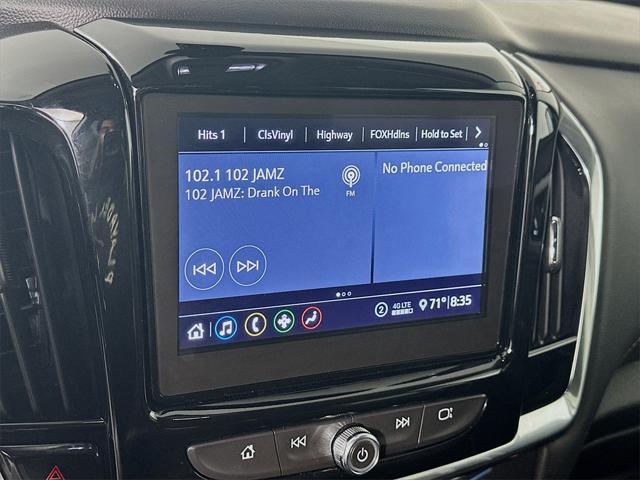 Hits 1 ClsVinyl Highway FOXHdlns Hold to Set
102.1 102 JAMZ
102 JAMZ: Drank On The
FM
No Phone Connected
2 4G LTE 71° 8:35